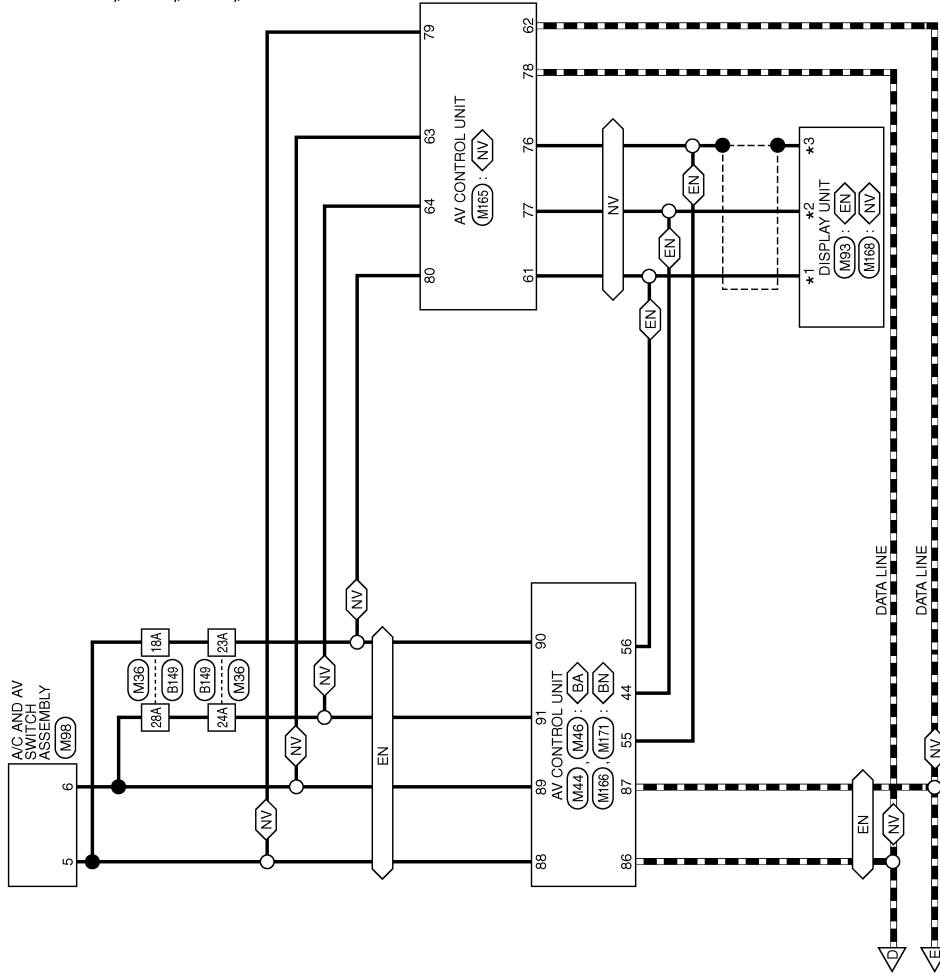 A/C AND AV
SWITCH
ASSEMBLY
M98
5
6
18A
28A
M36
B149
23A
24A
B149
M36
NV
NV
NV
NV
EN
88
89
91
90
AV CONTROL UNIT
M44 , M46 : BA
M166 , M171 : BN
86
87
55
44
56
79
63
64
80
AV CONTROL UNIT
M165 : NV
62
78
76
77
61
NV
EN
EN
EN
*1
*2
*3
DISPLAY UNIT
M93 : EN
M168 : NV
DATA LINE
DATA LINE
EN
NV
NV
D
E